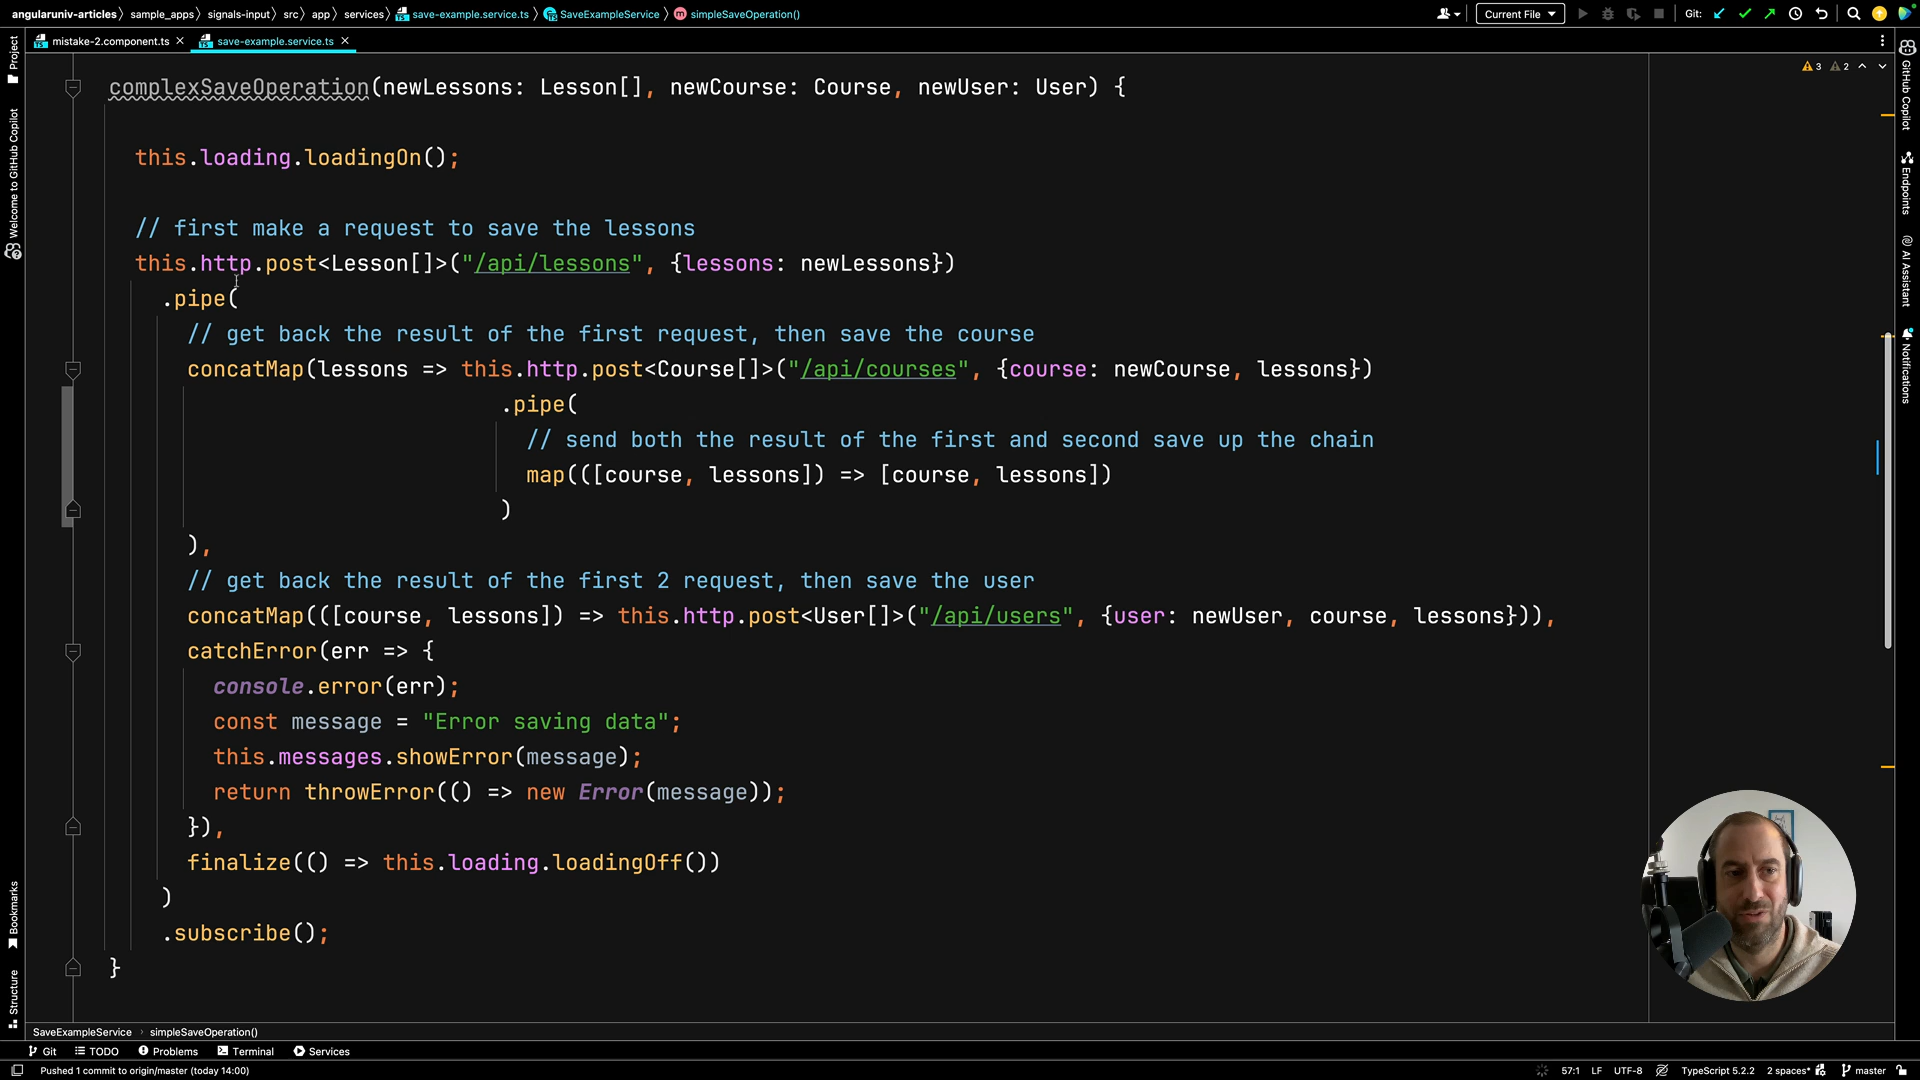 angularuniv-articles sample_apps signals-input src app services save-example.service.ts SaveExampleService simpleSaveOperation()
Current File Git:
mistake-2.component.ts save-example.service.ts
3 2
Project
Welcome to GitHub Copilot
Bookmarks
Structure
GitHub Copilot
Endpoints
AI Assistant
Notifications
complexSaveOperation(newLessons: Lesson[], newCourse: Course, newUser: User) {
this.loading.loadingOn();
// first make a request to save the lessons
this.http.post<Lesson[]>("/api/lessons", {lessons: newLessons})
.pipe(
// get back the result of the first request, then save the course
concatMap(lessons => this.http.post<Course[]>("/api/courses", {course: newCourse, lessons})
.pipe(
// send both the result of the first and second save up the chain
map(([course, lessons]) => [course, lessons])
)
),
// get back the result of the first 2 request, then save the user
concatMap(([course, lessons]) => this.http.post<User[]>("/api/users", {user: newUser, course, lessons})),
catchError(err => {
console.error(err);
const message = "Error saving data";
this.messages.showError(message);
return throwError(() => new Error(message));
}),
finalize(() => this.loading.loadingOff())
)
.subscribe();
}
SaveExampleService simpleSaveOperation()
Git TODO Problems Terminal Services
Pushed 1 commit to origin/master (today 14:00) 57:1 LF UTF-8 TypeScript 5.2.2 2 spaces* master